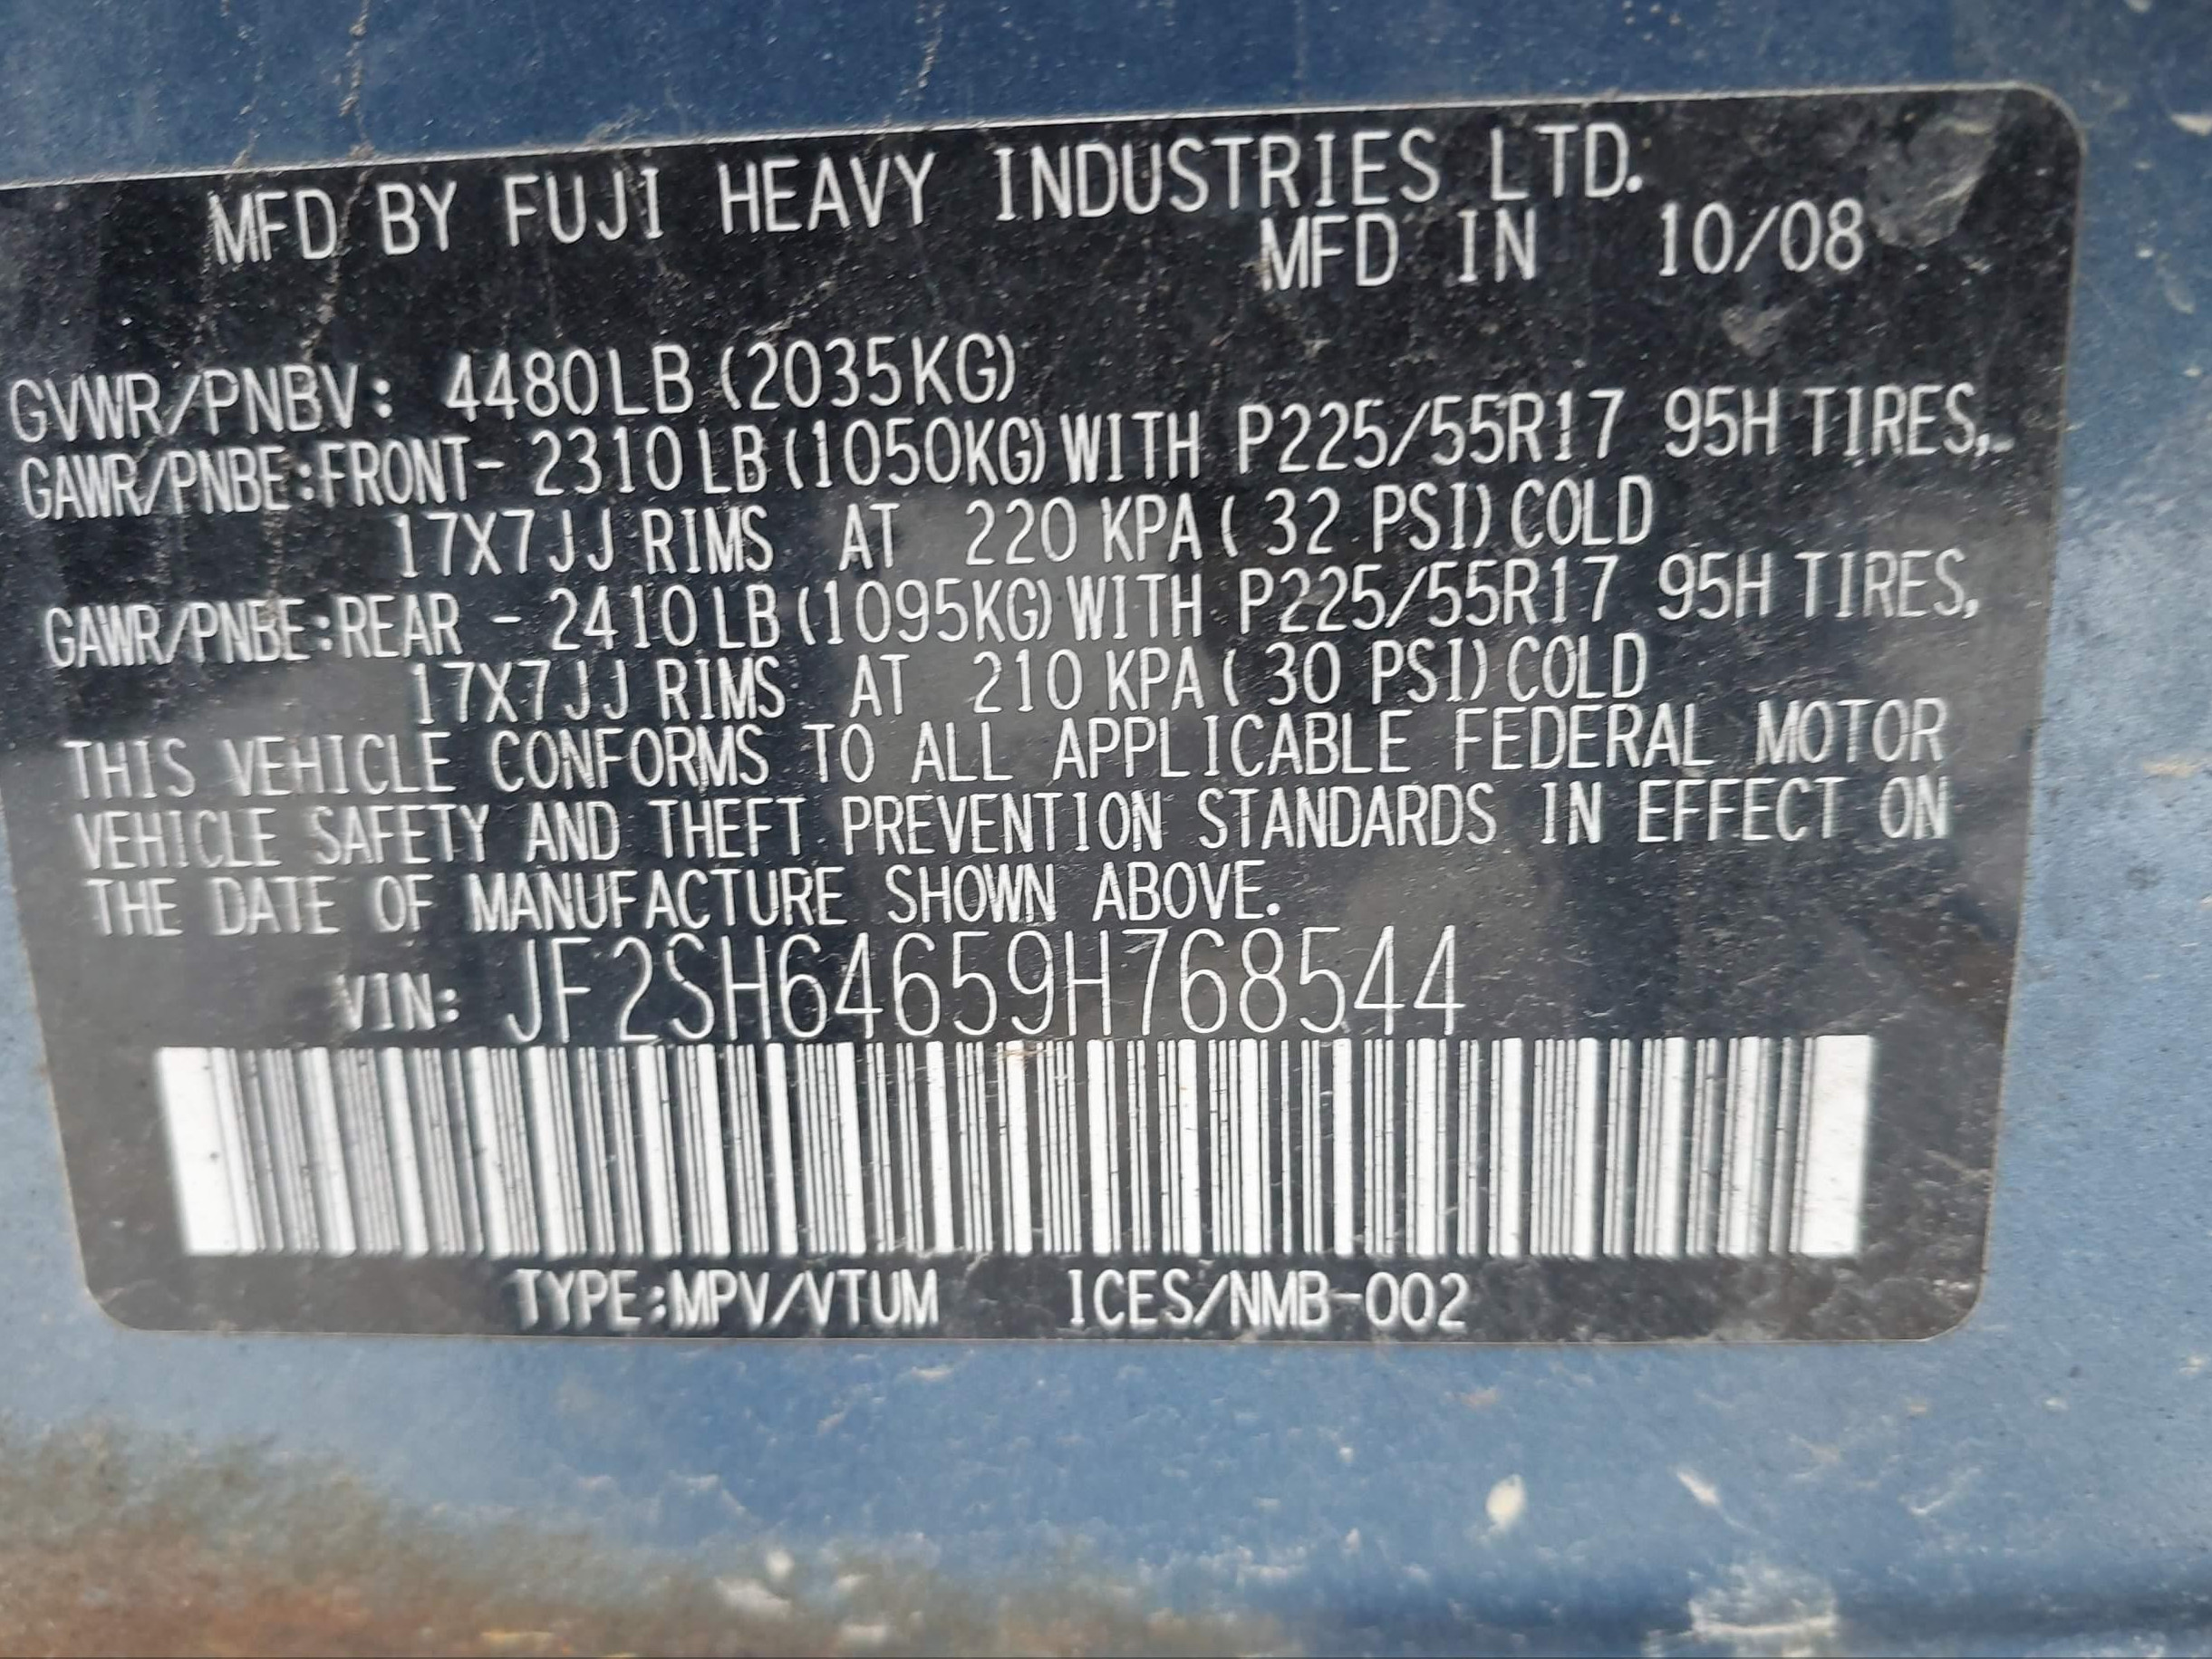 MFD BY FUJI HEAVY INDUSTRIES LTD.
MFD IN 10/08
GVWR/PNBV: 4480LB (2035KG)
GAWR/PNBE:FRONT- 2310LB(1050KG)WITH P225/55R17 95H TIRES,
17X7JJ RIMS AT 220 KPA( 32 PSI)COLD
GAWR/PNBE:REAR - 2410LB(1095KG)WITH P225/55R17 95H TIRES,
17X7JJ RIMS AT 210 KPA( 30 PSI)COLD
THIS VEHICLE CONFORMS TO ALL APPLICABLE FEDERAL MOTOR
VEHICLE SAFETY AND THEFT PREVENTION STANDARDS IN EFFECT ON
THE DATE OF MANUFACTURE SHOWN ABOVE.
VIN: JF2SH64659H768544
TYPE:MPV/VTUM ICES/NMB-002